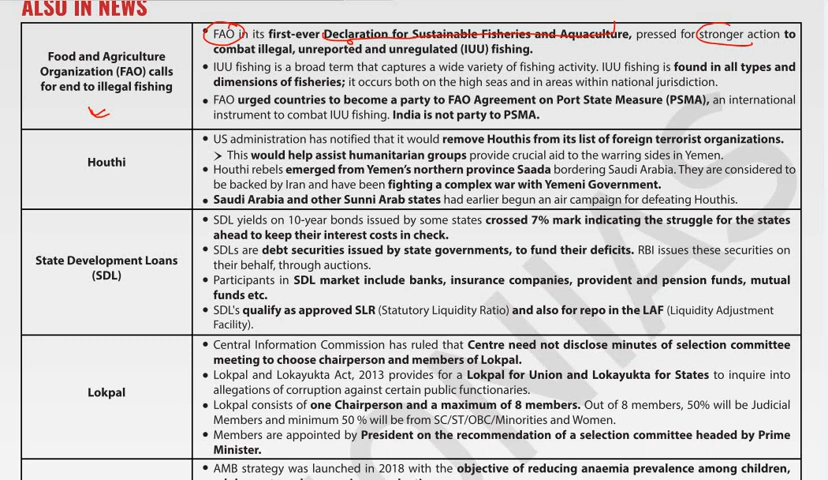 ALSO IN NEWS
Food and Agriculture
Organization (FAO) calls
for end to illegal fishing
• FAO in its first-ever Declaration for Sustainable Fisheries and Aquaculture, pressed for stronger action to
combat illegal, unreported and unregulated (IUU) fishing.
• IUU fishing is a broad term that captures a wide variety of fishing activity. IUU fishing is found in all types and
dimensions of fisheries; it occurs both on the high seas and in areas within national jurisdiction.
• FAO urged countries to become a party to FAO Agreement on Port State Measure (PSMA), an international
instrument to combat IUU fishing. India is not party to PSMA.
Houthi
• US administration has notified that it would remove Houthis from its list of foreign terrorist organizations.
➢ This would help assist humanitarian groups provide crucial aid to the warring sides in Yemen.
• Houthi rebels emerged from Yemen's northern province Saada bordering Saudi Arabia. They are considered to
be backed by Iran and have been fighting a complex war with Yemeni Government.
• Saudi Arabia and other Sunni Arab states had earlier begun an air campaign for defeating Houthis.
State Development Loans
(SDL)
• SDL yields on 10-year bonds issued by some states crossed 7% mark indicating the struggle for the states
ahead to keep their interest costs in check.
• SDLs are debt securities issued by state governments, to fund their deficits. RBI issues these securities on
their behalf, through auctions.
• Participants in SDL market include banks, insurance companies, provident and pension funds, mutual
funds etc.
• SDL's qualify as approved SLR (Statutory Liquidity Ratio) and also for repo in the LAF (Liquidity Adjustment
Facility).
Lokpal
• Central Information Commission has ruled that Centre need not disclose minutes of selection committee
meeting to choose chairperson and members of Lokpal.
• Lokpal and Lokayukta Act, 2013 provides for a Lokpal for Union and Lokayukta for States to inquire into
allegations of corruption against certain public functionaries.
• Lokpal consists of one Chairperson and a maximum of 8 members. Out of 8 members, 50% will be Judicial
Members and minimum 50 % will be from SC/ST/OBC/Minorities and Women.
• Members are appointed by President on the recommendation of a selection committee headed by Prime
Minister.
• AMB strategy was launched in 2018 with the objective of reducing anaemia prevalence among children,